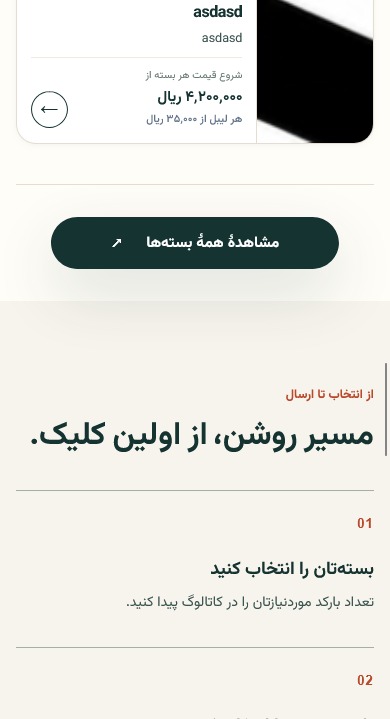 asdasd
asdasd
شروع قیمت هر بسته از
۴,۲۰۰,۰۰۰ ریال
هر لیبل از ۳۵,۰۰۰ ریال
مشاهدهٔ همهٔ بسته‌ها ↗
از انتخاب تا ارسال
مسیر روشن، از اولین کلیک.
01
بسته‌تان را انتخاب کنید
تعداد بارکد موردنیازتان را در کاتالوگ پیدا کنید.
02